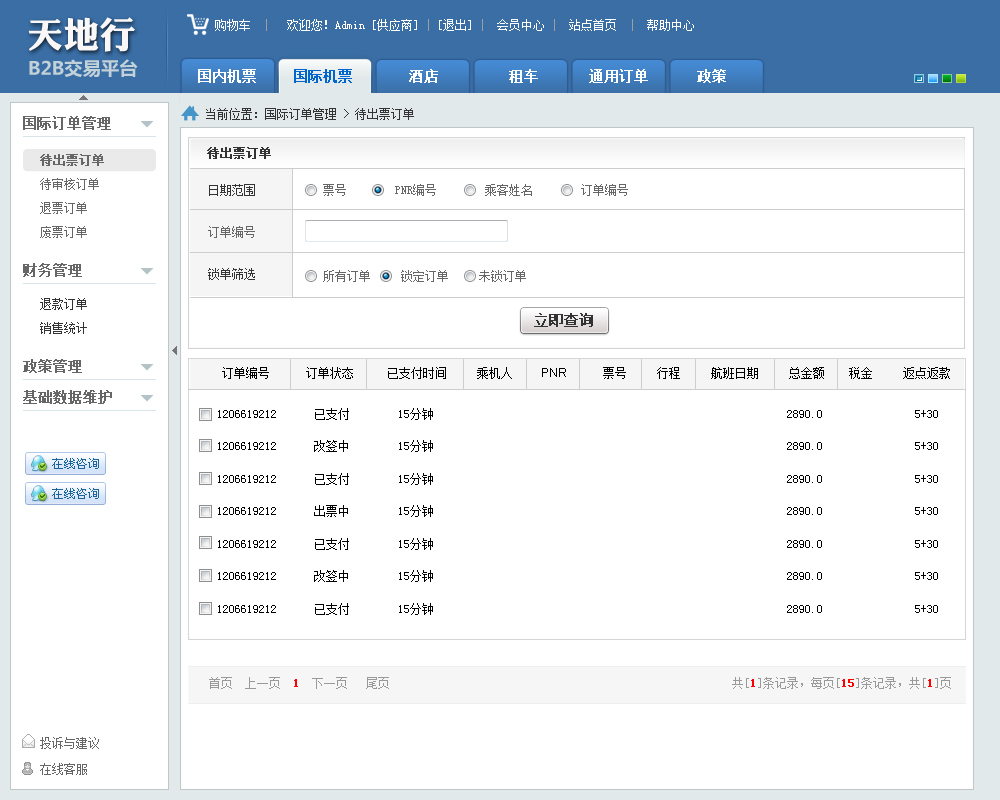 天地行
B2B交易平台
购物车 | 欢迎您! Admin [供应商] | [退出] | 会员中心 | 站点首页 | 帮助中心
国内机票 国际机票 酒店 租车 通用订单 政策
国际订单管理
待出票订单
待审核订单
退票订单
废票订单
财务管理
退款订单
销售统计
政策管理
基础数据维护
在线咨询
在线咨询
投诉与建议
在线客服
当前位置: 国际订单管理 > 待出票订单
待出票订单
日期范围 票号 PNR编号 乘客姓名 订单编号
订单编号
锁单筛选 所有订单 锁定订单 未锁订单
立即查询
订单编号 订单状态 已支付时间 乘机人 PNR 票号 行程 航班日期 总金额 税金 返点返款
1206619212 已支付 15分钟 2890.0 5+30
1206619212 改签中 15分钟 2890.0 5+30
1206619212 已支付 15分钟 2890.0 5+30
1206619212 出票中 15分钟 2890.0 5+30
1206619212 已支付 15分钟 2890.0 5+30
1206619212 改签中 15分钟 2890.0 5+30
1206619212 已支付 15分钟 2890.0 5+30
首页 上一页 1 下一页 尾页 共[1]条记录，每页[15]条记录，共[1]页